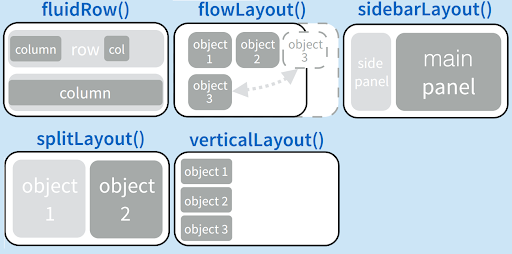 fluidRow()
column row col
column
flowLayout()
object
1
object
2
object
3
object
3
sidebarLayout()
side
panel
main
panel
splitLayout()
object
1
object
2
verticalLayout()
object 1
object 2
object 3